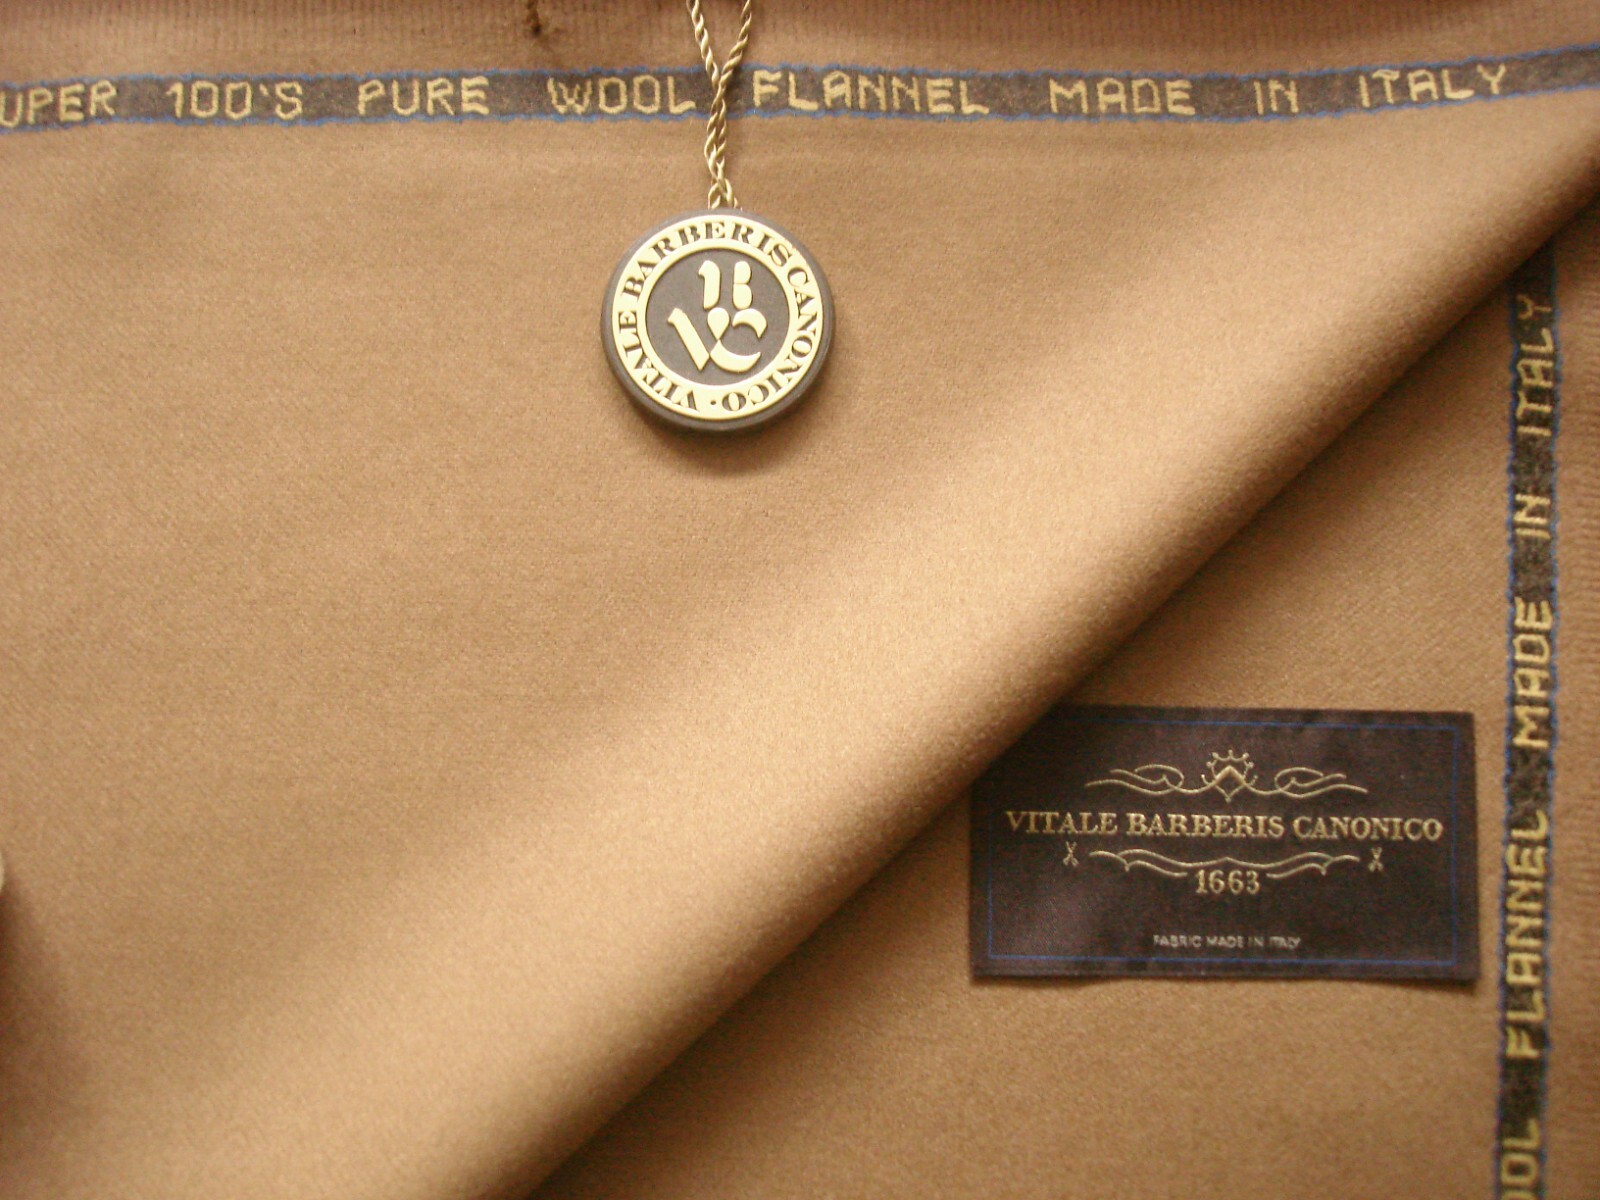 UPER 100'S PURE WOOL FLANNEL MADE IN ITALY
VITALE BARBERIS CANONICO ·
VBC
VITALE BARBERIS CANONICO
1663
FABRIC MADE IN ITALY
OL FLANNEL MADE IN ITALY